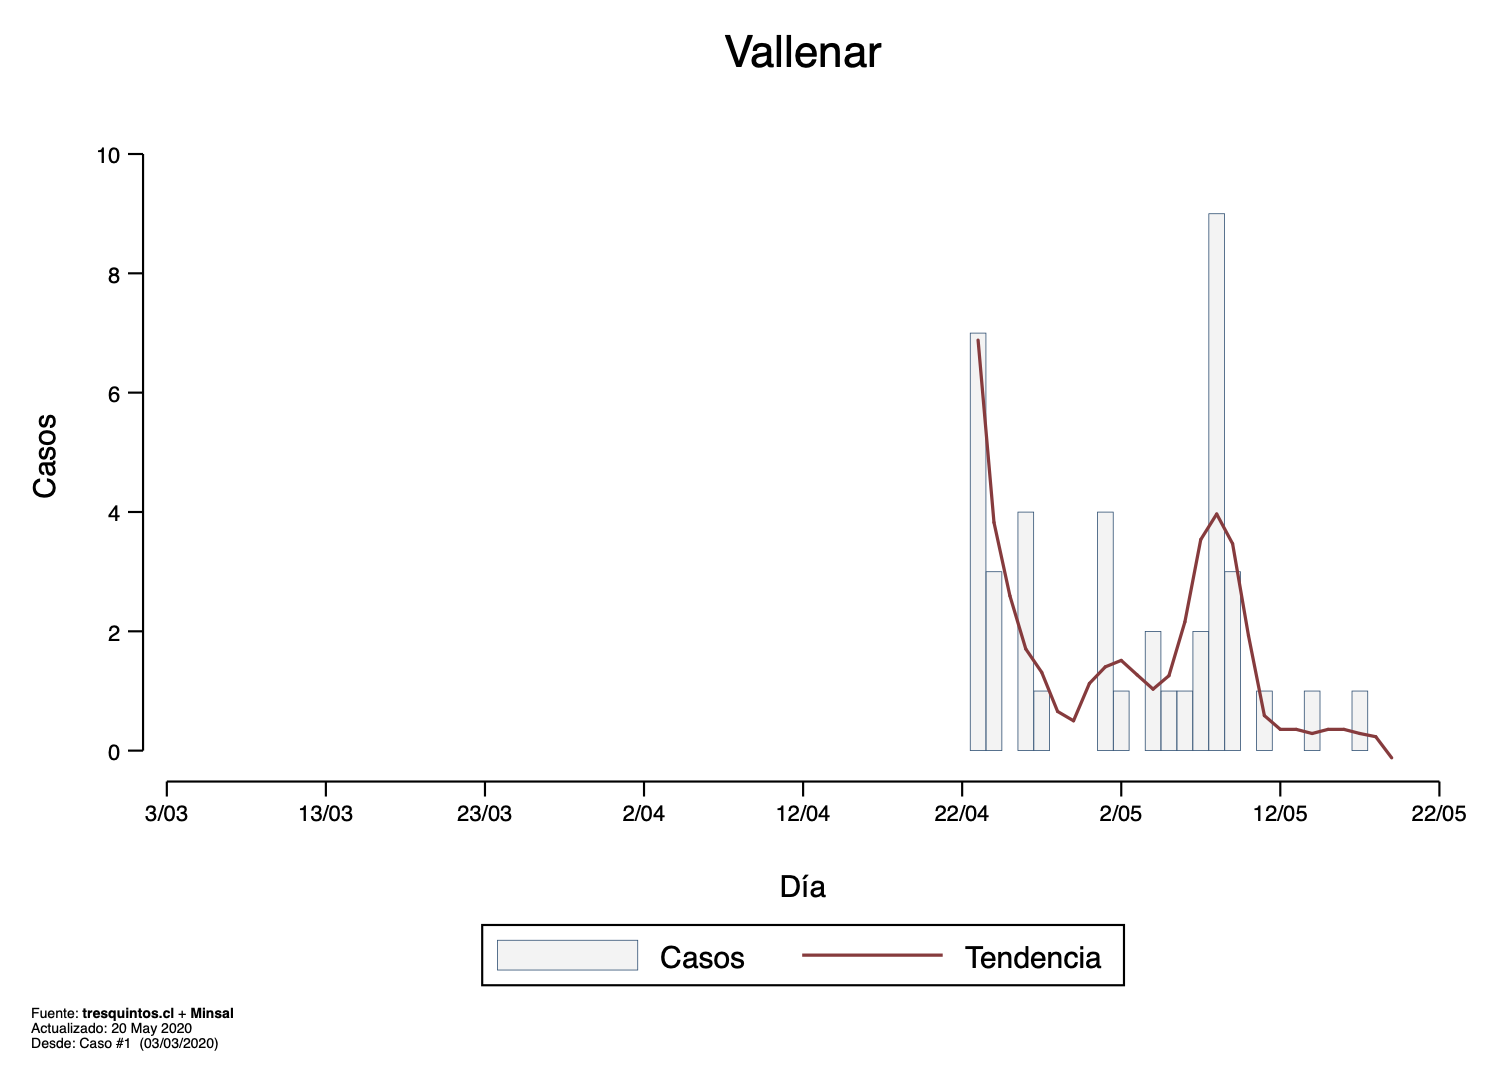 Vallenar
10
8
6
4
2
0
Casos
3/03 13/03 23/03 2/04 12/04 22/04 2/05 12/05 22/05
Día
Casos Tendencia
Fuente: tresquintos.cl + Minsal
Actualizado: 20 May 2020
Desde: Caso #1 (03/03/2020)